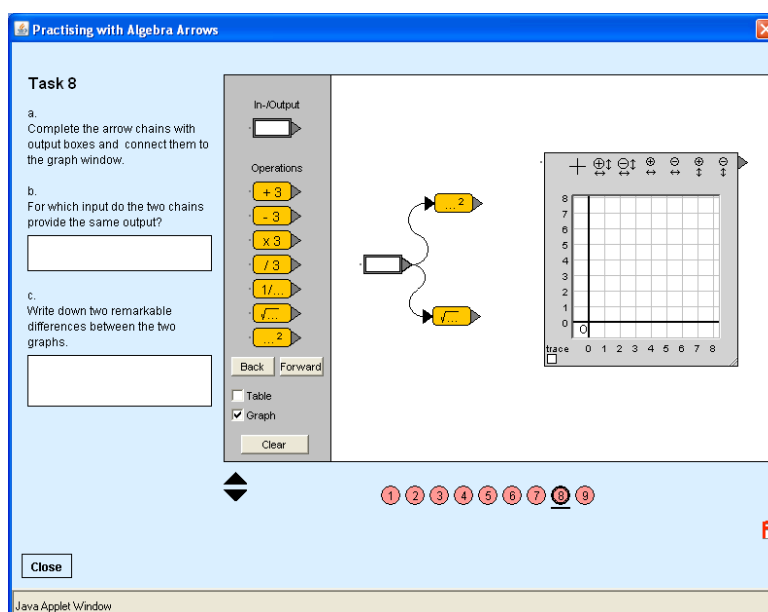 Practising with Algebra Arrows
Task 8
a.
Complete the arrow chains with
output boxes and connect them to
the graph window.
b.
For which input do the two chains
provide the same output?
c.
Write down two remarkable
differences between the two
graphs.
In-/Output
Operations
+ 3
- 3
x 3
/ 3
1/...
√...
...²
Back Forward
Table
Graph
Clear
...²
√...
8
7
6
5
4
3
2
1
0
O
trace 0 1 2 3 4 5 6 7 8
1 2 3 4 5 6 7 8 9
Close
Java Applet Window